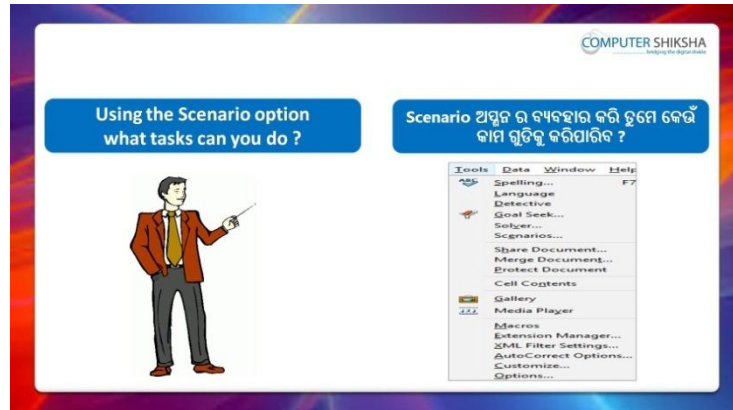 COMPUTER SHIKSHA
bridging the digital divide
Using the Scenario option
what tasks can you do ?
Scenario ଅପ୍ସନ ର ବ୍ୟବହାର କରି ତୁମେ କେଉଁ
କାମ ଗୁଡିକୁ କରିପାରିବ ?
Tools Data Window Help
Spelling... F7
Language
Detective
Goal Seek...
Solver...
Scenarios...
Share Document...
Merge Document...
Protect Document
Cell Contents
Gallery
Media Player
Macros
Extension Manager...
XML Filter Settings...
AutoCorrect Options...
Customize...
Options...